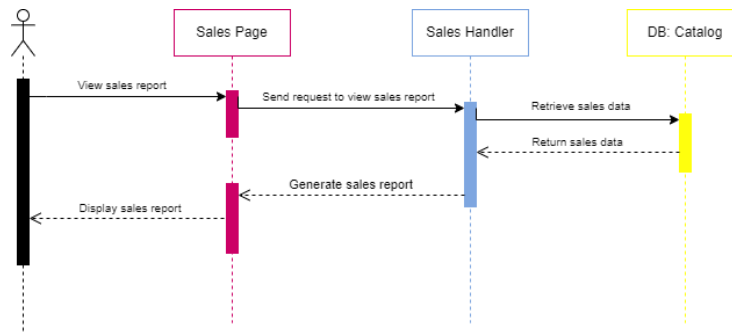 Sales Page
Sales Handler
DB: Catalog
View sales report
Send request to view sales report
Retrieve sales data
Return sales data
Generate sales report
Display sales report